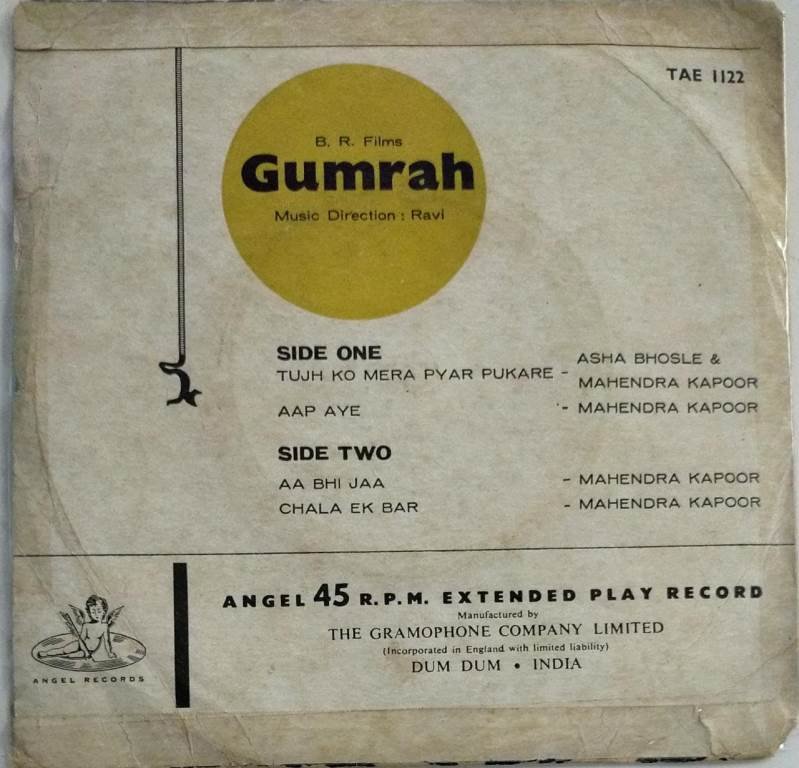 TAE 1122
B. R. Films
Gumrah
Music Direction : Ravi
SIDE ONE
TUJH KO MERA PYAR PUKARE - ASHA BHOSLE &
MAHENDRA KAPOOR
AAP AYE - MAHENDRA KAPOOR
SIDE TWO
AA BHI JAA - MAHENDRA KAPOOR
CHALA EK BAR - MAHENDRA KAPOOR
ANGEL 45 R.P.M. EXTENDED PLAY RECORD
Manufactured by
THE GRAMOPHONE COMPANY LIMITED
(Incorporated in England with limited liability)
DUM DUM • INDIA
ANGEL RECORDS